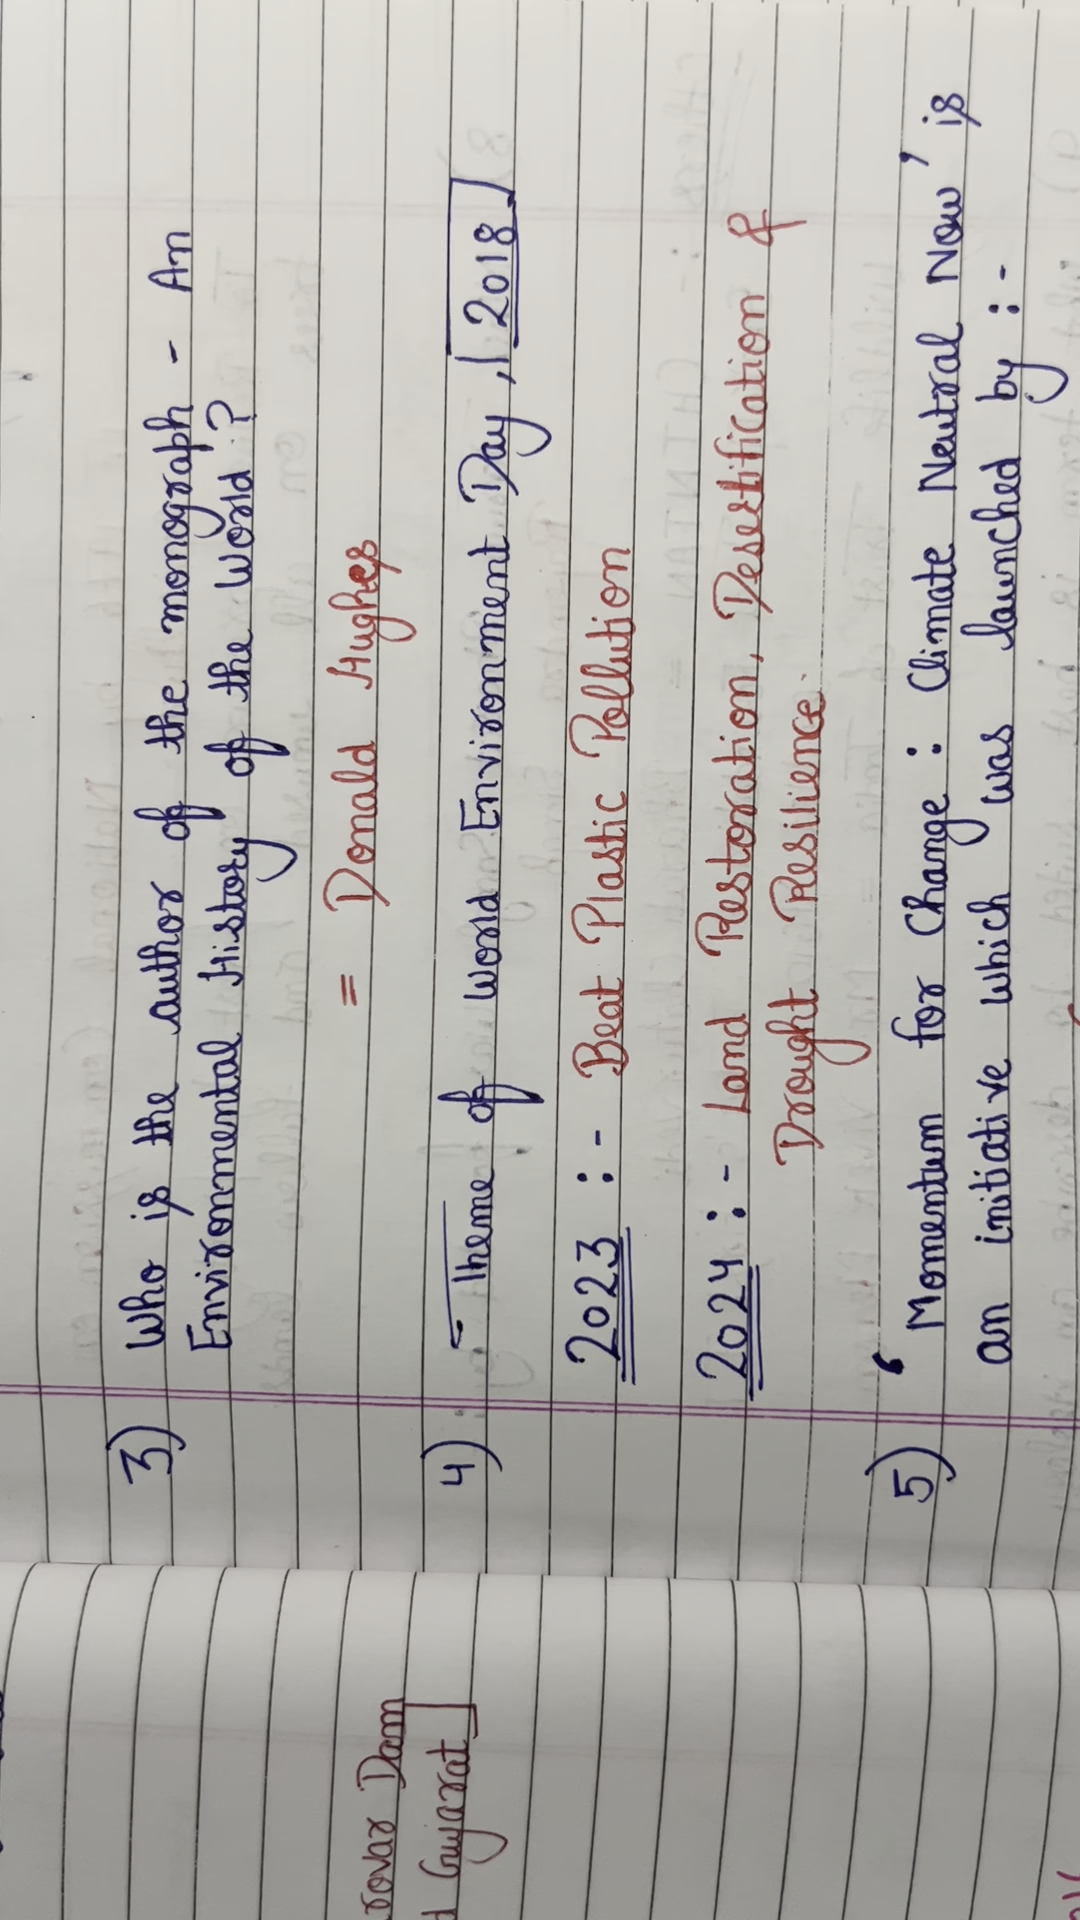 3) Who is the author of the monograph - An
Environmental History of the World?
= Donald Hughes
4) Theme of World Environment Day, 2018
2023 :- Beat Plastic Pollution
2024 :- Land Restoration, Desertification &
Drought Resilience.
5) ‘Momentum for Change : Climate Neutral Now’ is
an initiative which was launched by :-
rovar Dam
d Gujarat